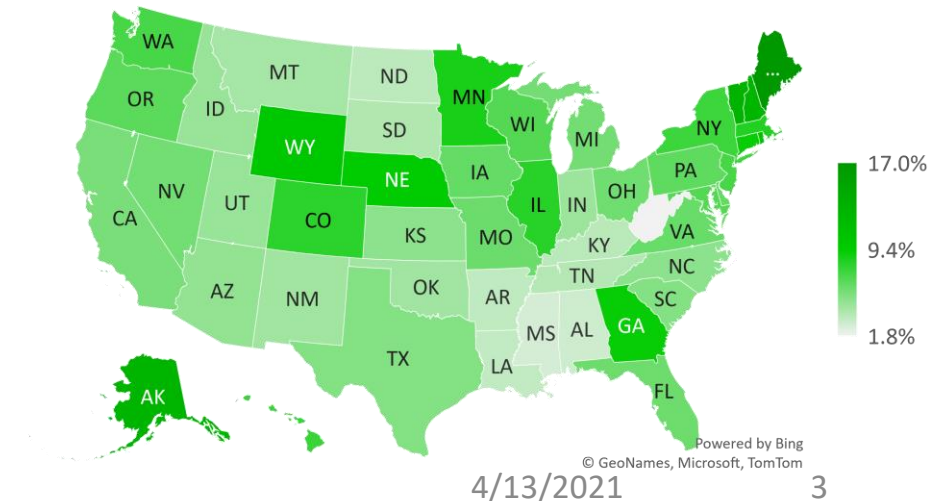 WA
MT
ND
MN
OR
ID
SD
WI
MI
NY
WY
IA
PA
NE
NV
UT
IL
IN
OH
CA
CO
KS
MO
KY
VA
AZ
NM
OK
AR
TN
NC
SC
MS
AL
GA
TX
LA
AK
FL
...
17.0%
9.4%
1.8%
Powered by Bing
© GeoNames, Microsoft, TomTom
4/13/2021
3